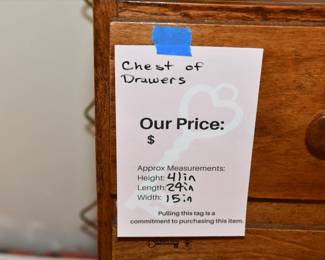 Chest of
Drawers
Our Price:
$
Approx Measurements:
Height: 41in
Length: 24in
Width: 15in
Pulling this tag is a
commitment to purchasing this item.